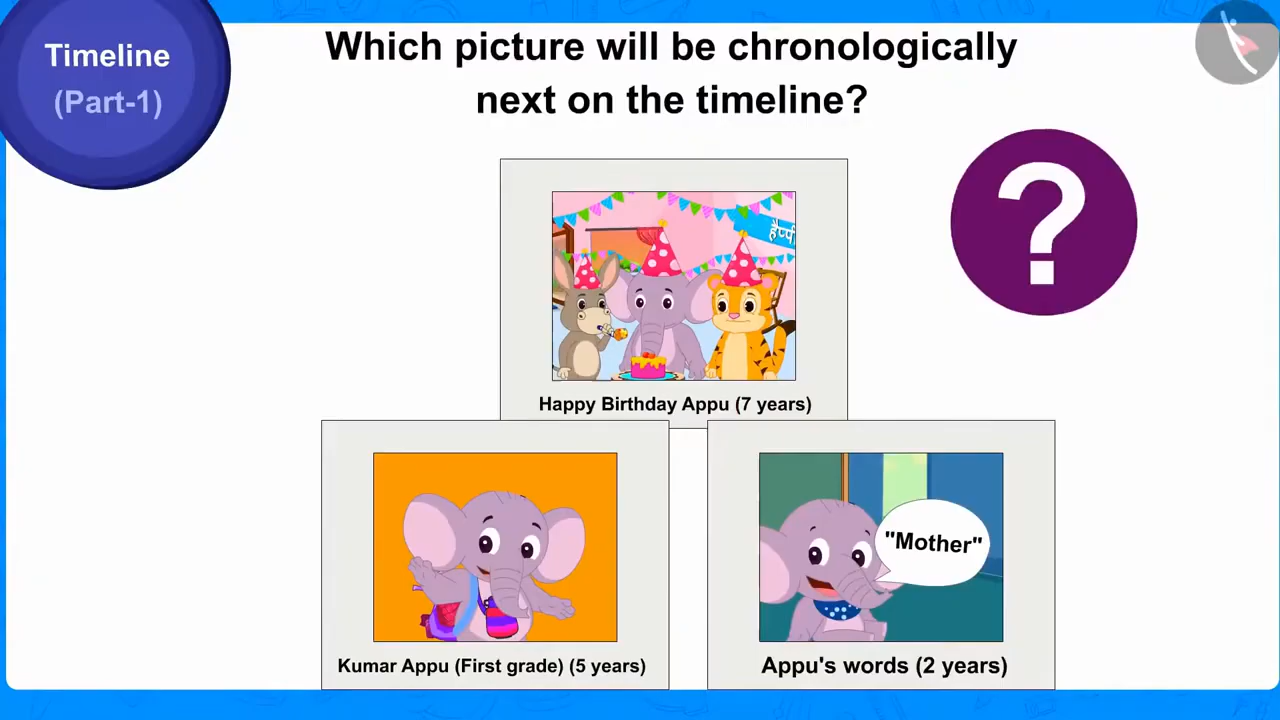 Timeline
(Part-1)
Which picture will be chronologically
next on the timeline?
?
हैप्पी
Happy Birthday Appu (7 years)
"Mother"
Kumar Appu (First grade) (5 years)
Appu's words (2 years)